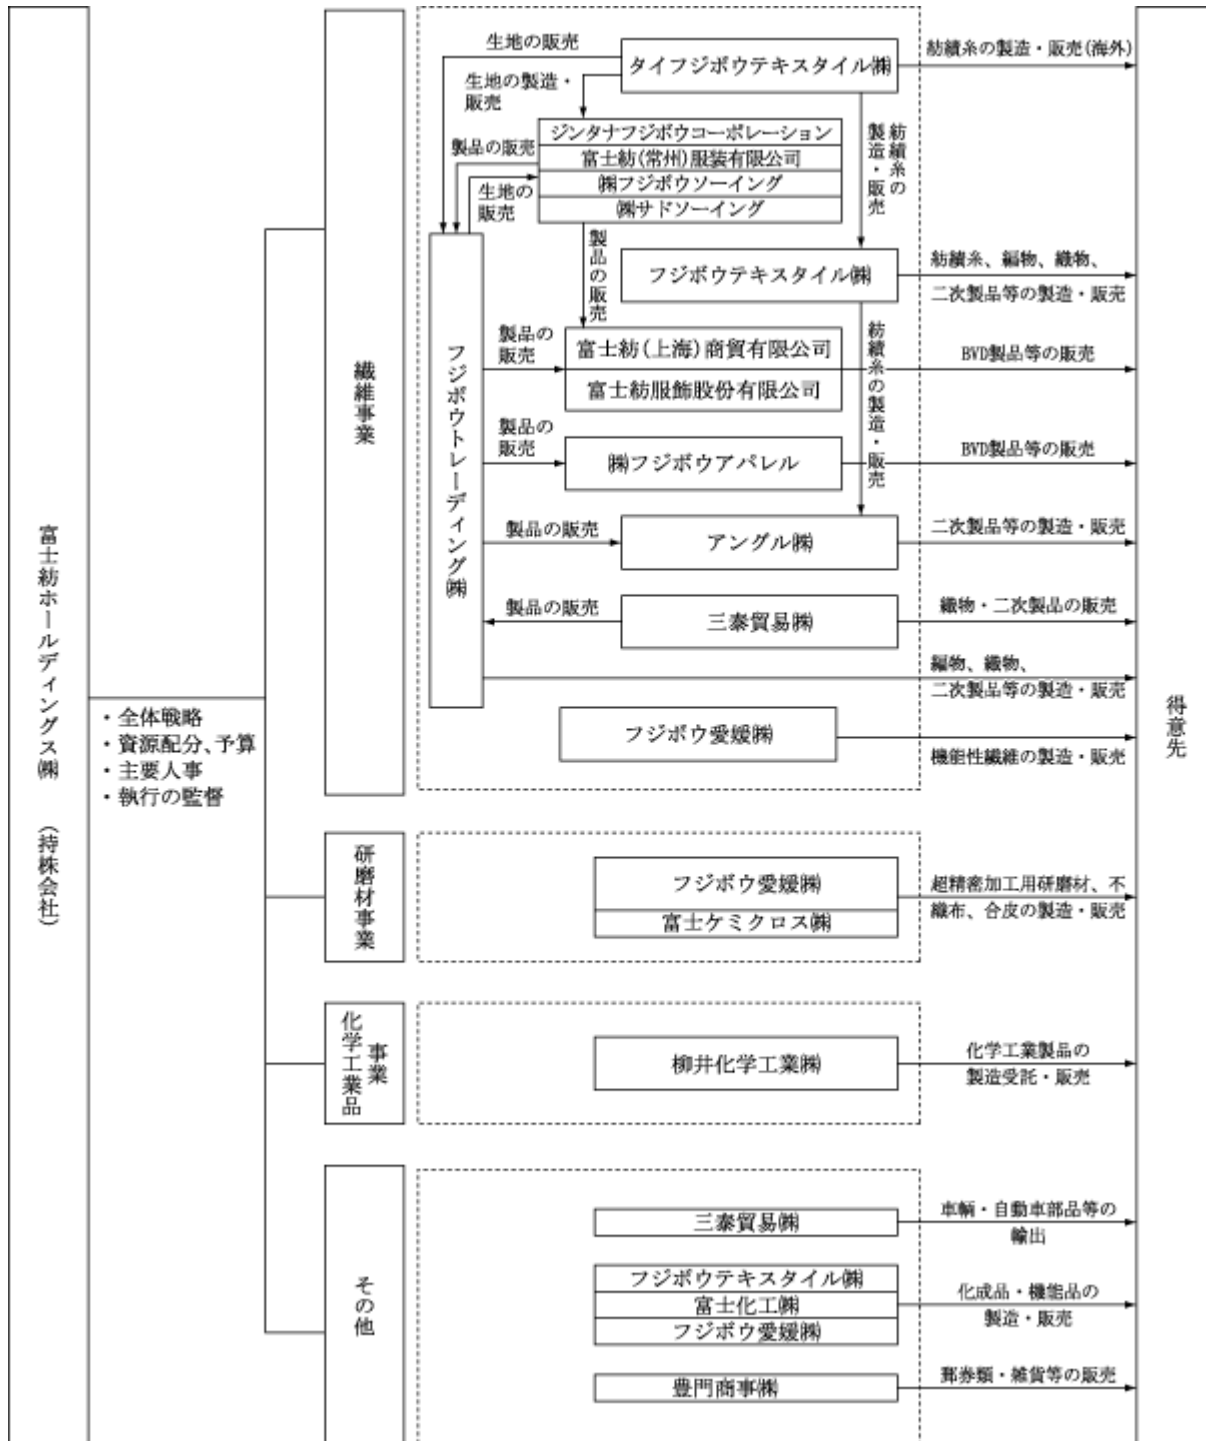 富士紡ホールディングス㈱
（持株会社）
・全体戦略
・資源配分、予算
・主要人事
・執行の監督
繊維事業
生地の販売
タイフジボウテキスタイル㈱
紡績糸の製造・販売(海外)
生地の製造・
販売
ジンタナフジボウコーポレーション
富士紡(常州)服装有限公司
㈱フジボウソーイング
㈱サドソーイング
紡績糸の
製造・販売
製品の販売
生地の
販売
フジボウトレーディング㈱
製品の販売
フジボウテキスタイル㈱
紡績糸、編物、織物、
二次製品等の製造・販売
製品の
販売
富士紡(上海)商貿有限公司
富士紡服飾股份有限公司
紡績糸の製造・販売
BVD製品等の販売
製品の
販売
㈱フジボウアパレル
BVD製品等の販売
製品の販売
アングル㈱
二次製品等の製造・販売
製品の販売
三泰貿易㈱
織物・二次製品の販売
編物、織物、
二次製品等の製造・販売
フジボウ愛媛㈱
機能性繊維の製造・販売
得意先
研磨材事業
フジボウ愛媛㈱
富士ケミクロス㈱
超精密加工用研磨材、不
織布、合皮の製造・販売
化学工業品
事業
柳井化学工業㈱
化学工業製品の
製造受託・販売
その他
三泰貿易㈱
車輌・自動車部品等の
輸出
フジボウテキスタイル㈱
富士化工㈱
フジボウ愛媛㈱
化成品・機能品の
製造・販売
豊門商事㈱
郵券類・雑貨等の販売